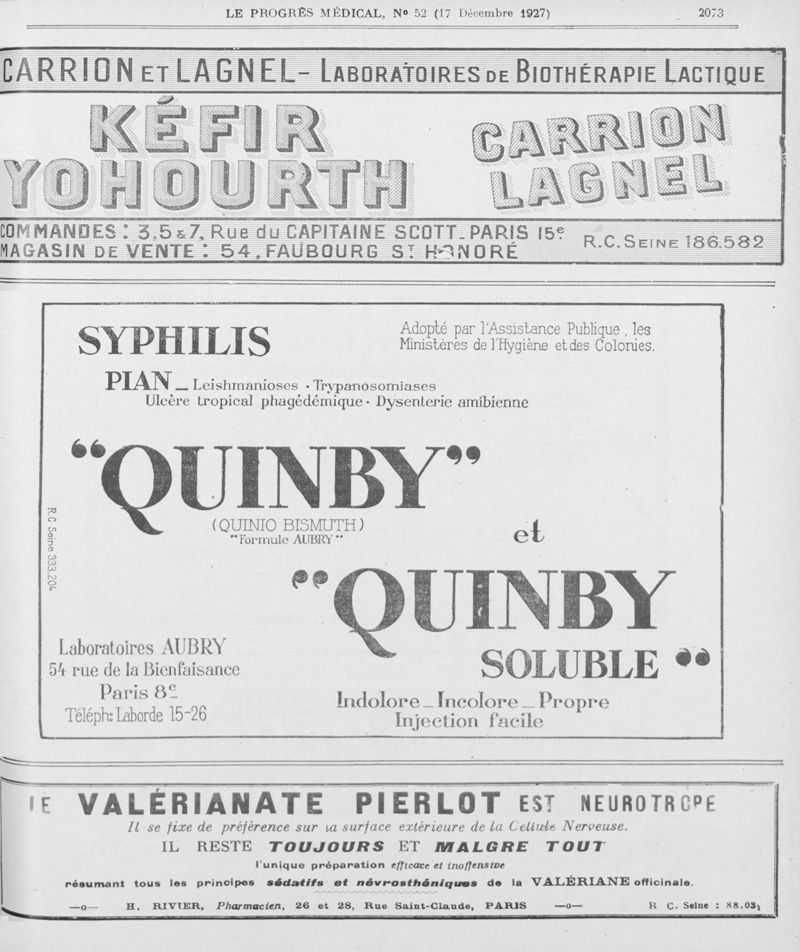 LE PROGRÈS MÉDICAL, No 52 (17 Décembre 1927) 2073
CARRION ET LAGNEL – LABORATOIRES DE BIOTHÉRAPIE LACTIQUE
KÉFIR
YOHOURTH
CARRION
LAGNEL
COMMANDES : 3,5 & 7, Rue du CAPITAINE SCOTT_PARIS 15e
MAGASIN DE VENTE : 54, FAUBOURG ST HONORÉ
R.C. SEINE 186.582
SYPHILIS
Adopté par l'Assistance Publique, les
Ministères de l'Hygiène et des Colonies.
PIAN_ Leishmanioses · Trypanosomiases
Ulcère tropical phagédémique · Dysenterie amibienne
“QUINBY”
(QUINIO BISMUTH)
"Formule AUBRY"
et
“QUINBY
SOLUBLE ”
R.C Seine 333.204
Laboratoires AUBRY
54 rue de la Bienfaisance
Paris 8e
Téléph: Laborde 15-26
Indolore _ Incolore _ Propre
Injection facile
LE VALÉRIANATE PIERLOT EST NEUROTROPE
Il se fixe de préférence sur la surface extérieure de la Cellule Nerveuse.
IL RESTE TOUJOURS ET MALGRE TOUT
l'unique préparation efficace et inoffensive
résumant tous les principes sédatifs et névrosthéniques de la VALÉRIANE officinale.
—o— H. RIVIER, Pharmacien, 26 et 28, Rue Saint-Claude, PARIS —o— R C. Seine : 88.03